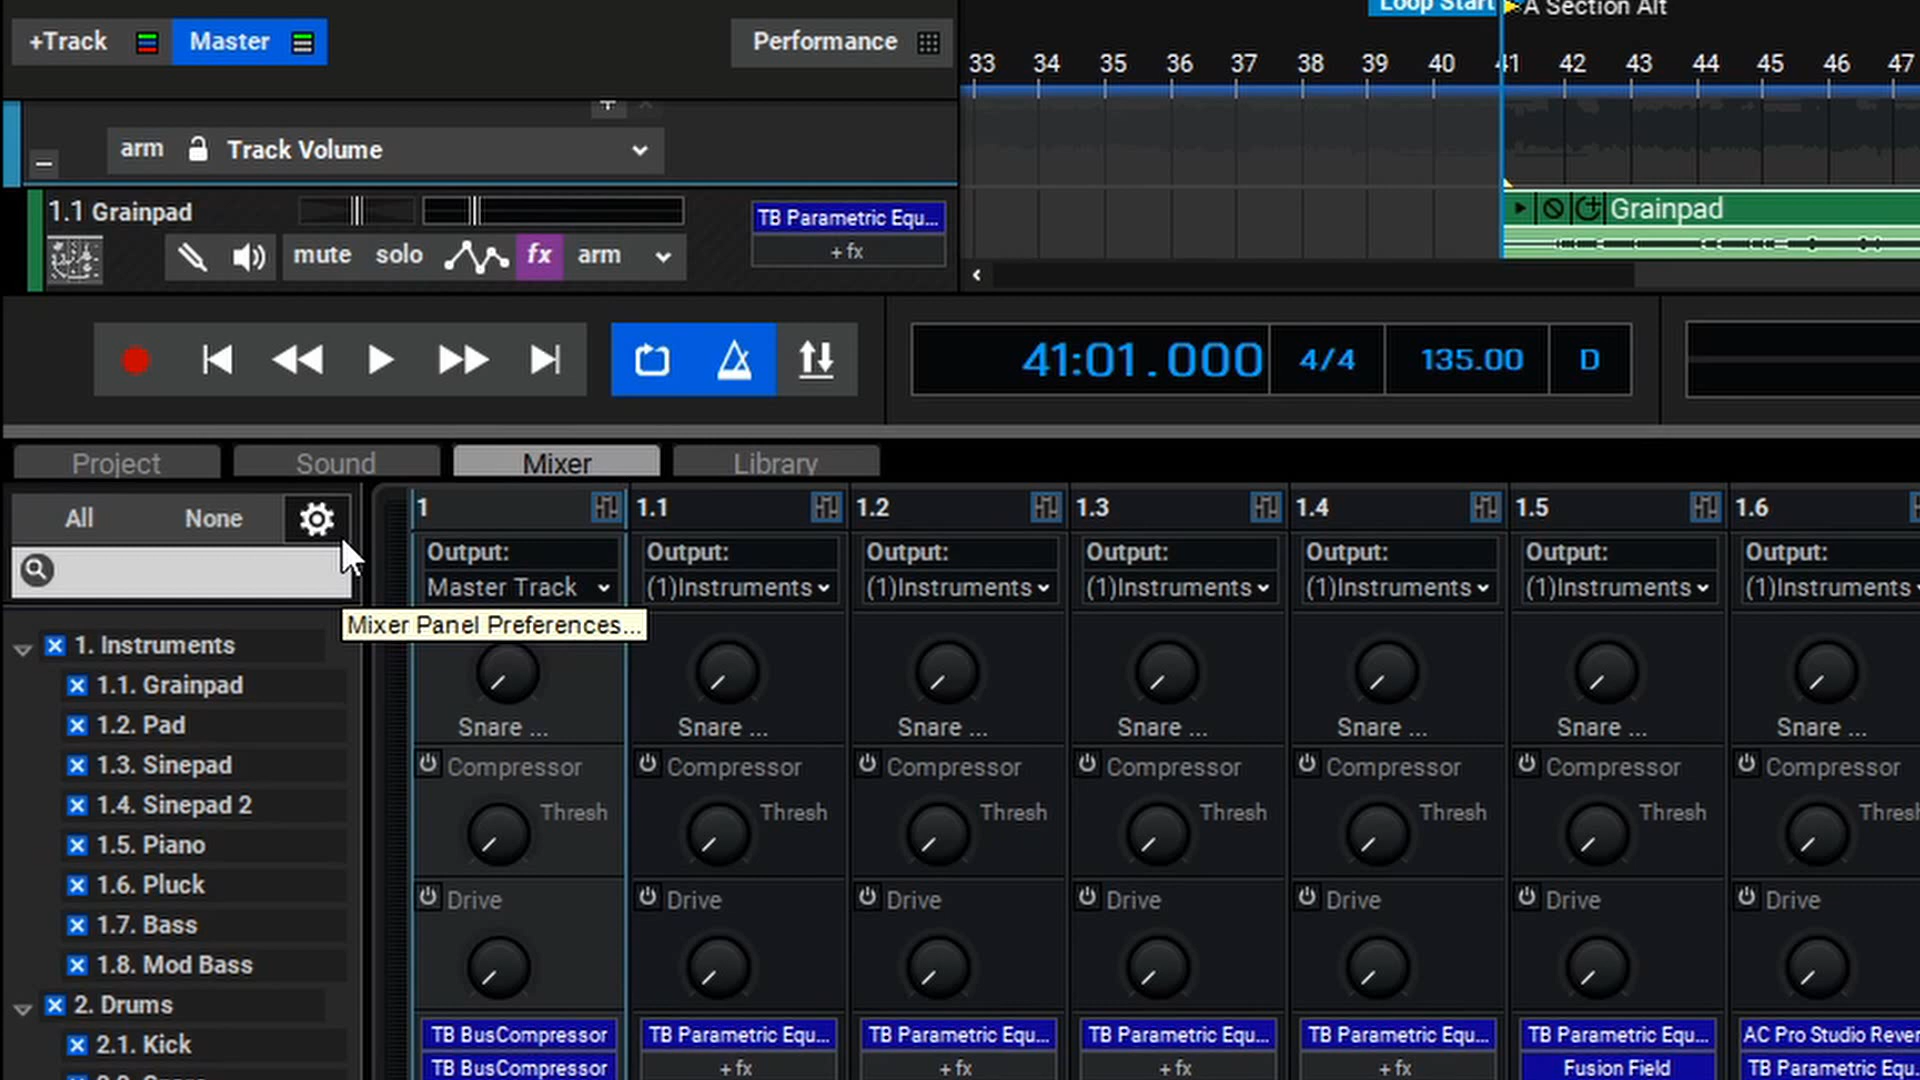 +Track
Master
Performance
Loop Start
A Section Alt
33 34 35 36 37 38 39 40 41 42 43 44 45 46 47
arm Track Volume
1.1 Grainpad
mute solo fx arm
TB Parametric Equ...
+ fx
Grainpad
41:01.000 4/4 135.00 D
Project Sound Mixer Library
All None
Mixer Panel Preferences...
1. Instruments
1.1. Grainpad
1.2. Pad
1.3. Sinepad
1.4. Sinepad 2
1.5. Piano
1.6. Pluck
1.7. Bass
1.8. Mod Bass
2. Drums
2.1. Kick
1 1.1 1.2 1.3 1.4 1.5 1.6
Output: Output: Output: Output: Output: Output: Output:
Master Track (1)Instruments (1)Instruments (1)Instruments (1)Instruments (1)Instruments (1)Instruments
Snare ... Snare ... Snare ... Snare ... Snare ... Snare ... Snare ...
Compressor Compressor Compressor Compressor Compressor Compressor Compressor
Thresh Thresh Thresh Thresh Thresh Thresh Thresh
Drive Drive Drive Drive Drive Drive Drive
TB BusCompressor TB Parametric Equ... TB Parametric Equ... TB Parametric Equ... TB Parametric Equ... TB Parametric Equ... AC Pro Studio Rever
TB BusCompressor + fx + fx + fx + fx Fusion Field TB Parametric Equ.